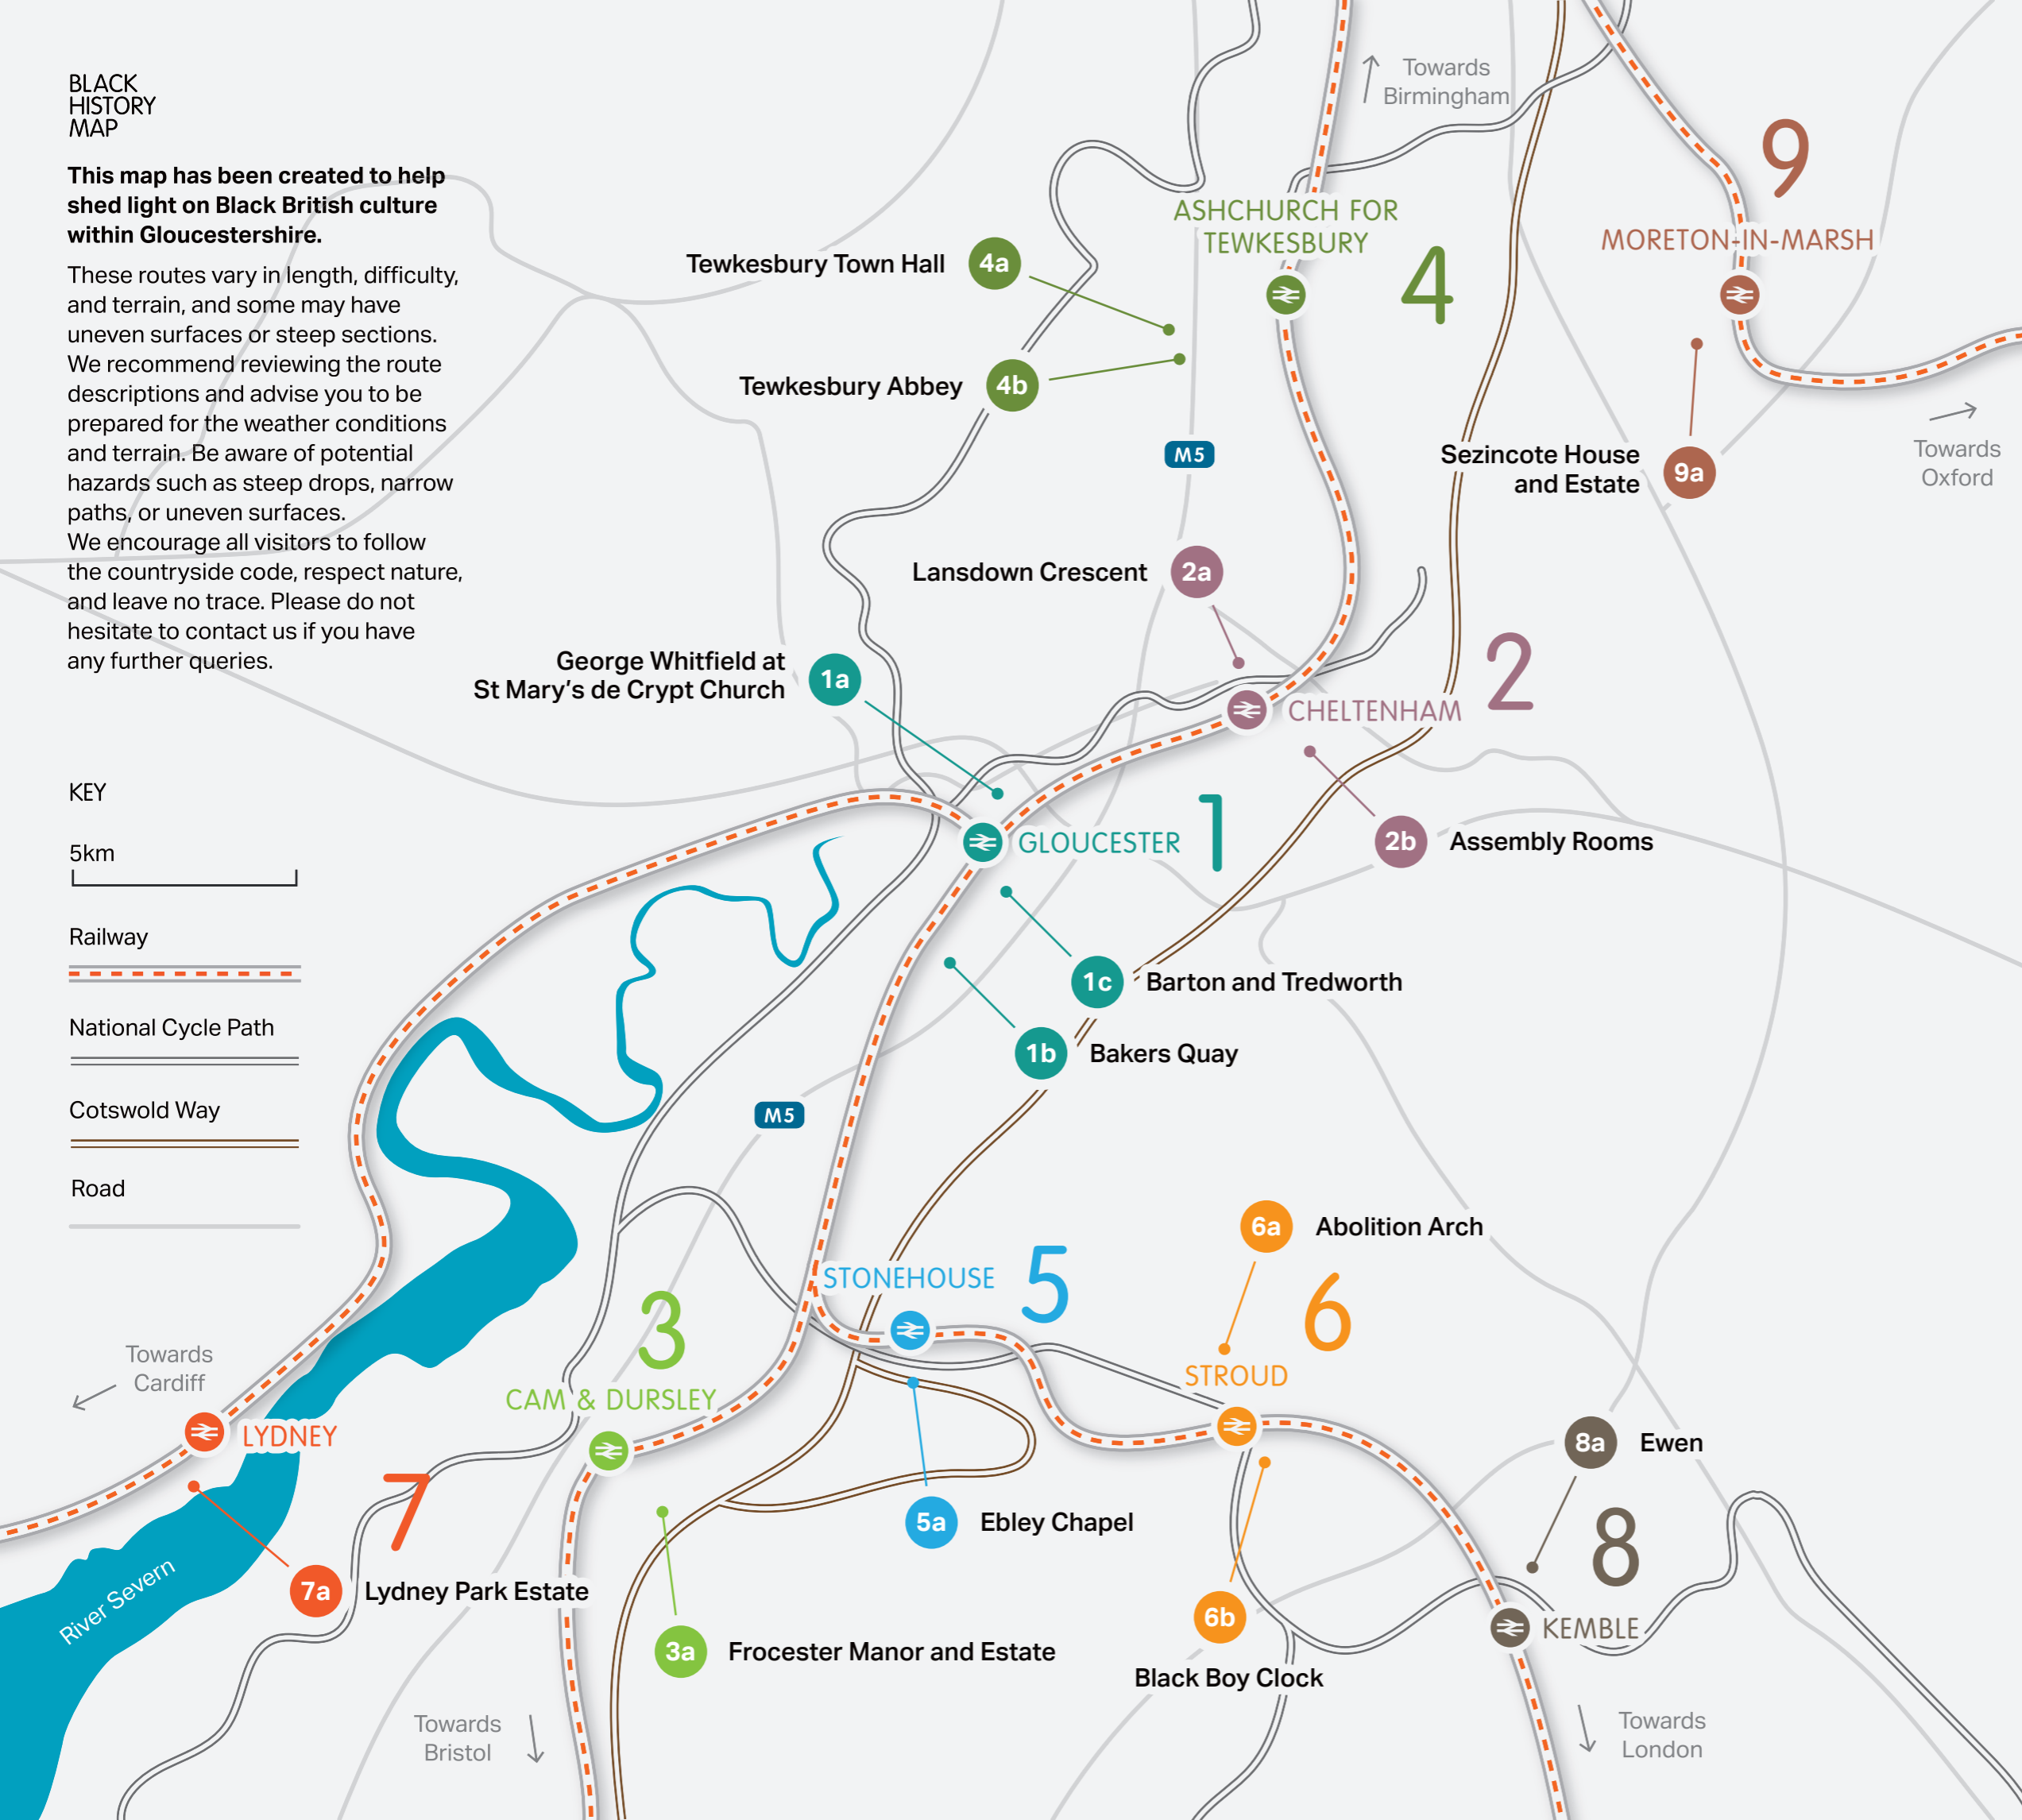 BLACK
HISTORY
MAP
This map has been created to help
shed light on Black British culture
within Gloucestershire.
These routes vary in length, difficulty,
and terrain, and some may have
uneven surfaces or steep sections.
We recommend reviewing the route
descriptions and advise you to be
prepared for the weather conditions
and terrain. Be aware of potential
hazards such as steep drops, narrow
paths, or uneven surfaces.
We encourage all visitors to follow
the countryside code, respect nature,
and leave no trace. Please do not
hesitate to contact us if you have
any further queries.
KEY
5km
Railway
National Cycle Path
Cotswold Way
Road
Towards
Birmingham
9
MORETON-IN-MARSH
ASHCHURCH FOR
TEWKESBURY
4
Tewkesbury Town Hall
4a
Tewkesbury Abbey
4b
M5
Sezincote House
and Estate
9a
Towards
Oxford
Lansdown Crescent
2a
George Whitfield at
St Mary's de Crypt Church
1a
2
CHELTENHAM
GLOUCESTER
1
2b
Assembly Rooms
1c
Barton and Tredworth
1b
Bakers Quay
M5
6a
Abolition Arch
STONEHOUSE
5
3
6
STROUD
CAM & DURSLEY
Towards
Cardiff
LYDNEY
7
8a
Ewen
8
5a
Ebley Chapel
7a
Lydney Park Estate
River Severn
3a
Frocester Manor and Estate
6b
Black Boy Clock
KEMBLE
Towards
Bristol
Towards
London